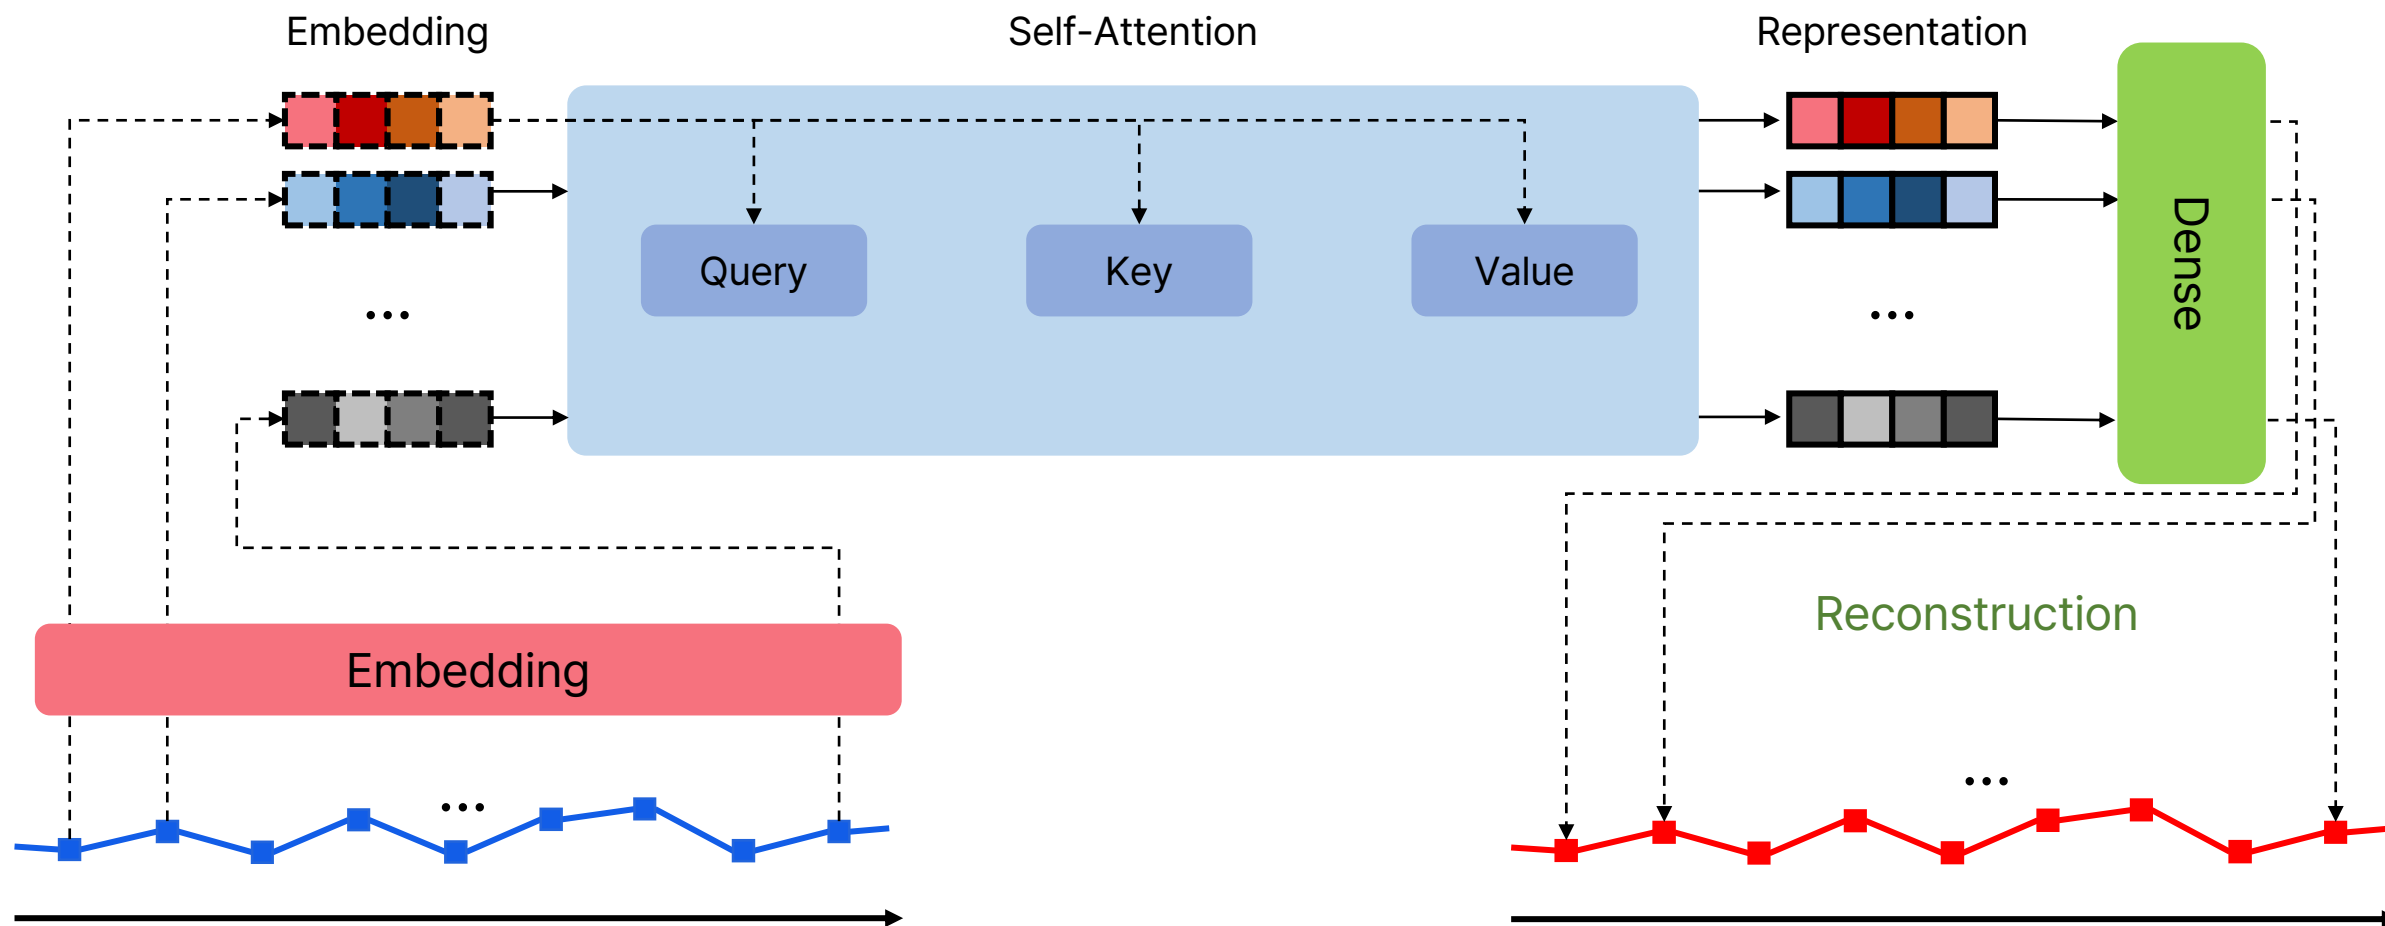 Embedding
Self-Attention
Representation
Query
Key
Value
...
...
Dense
Reconstruction
Embedding
...
...